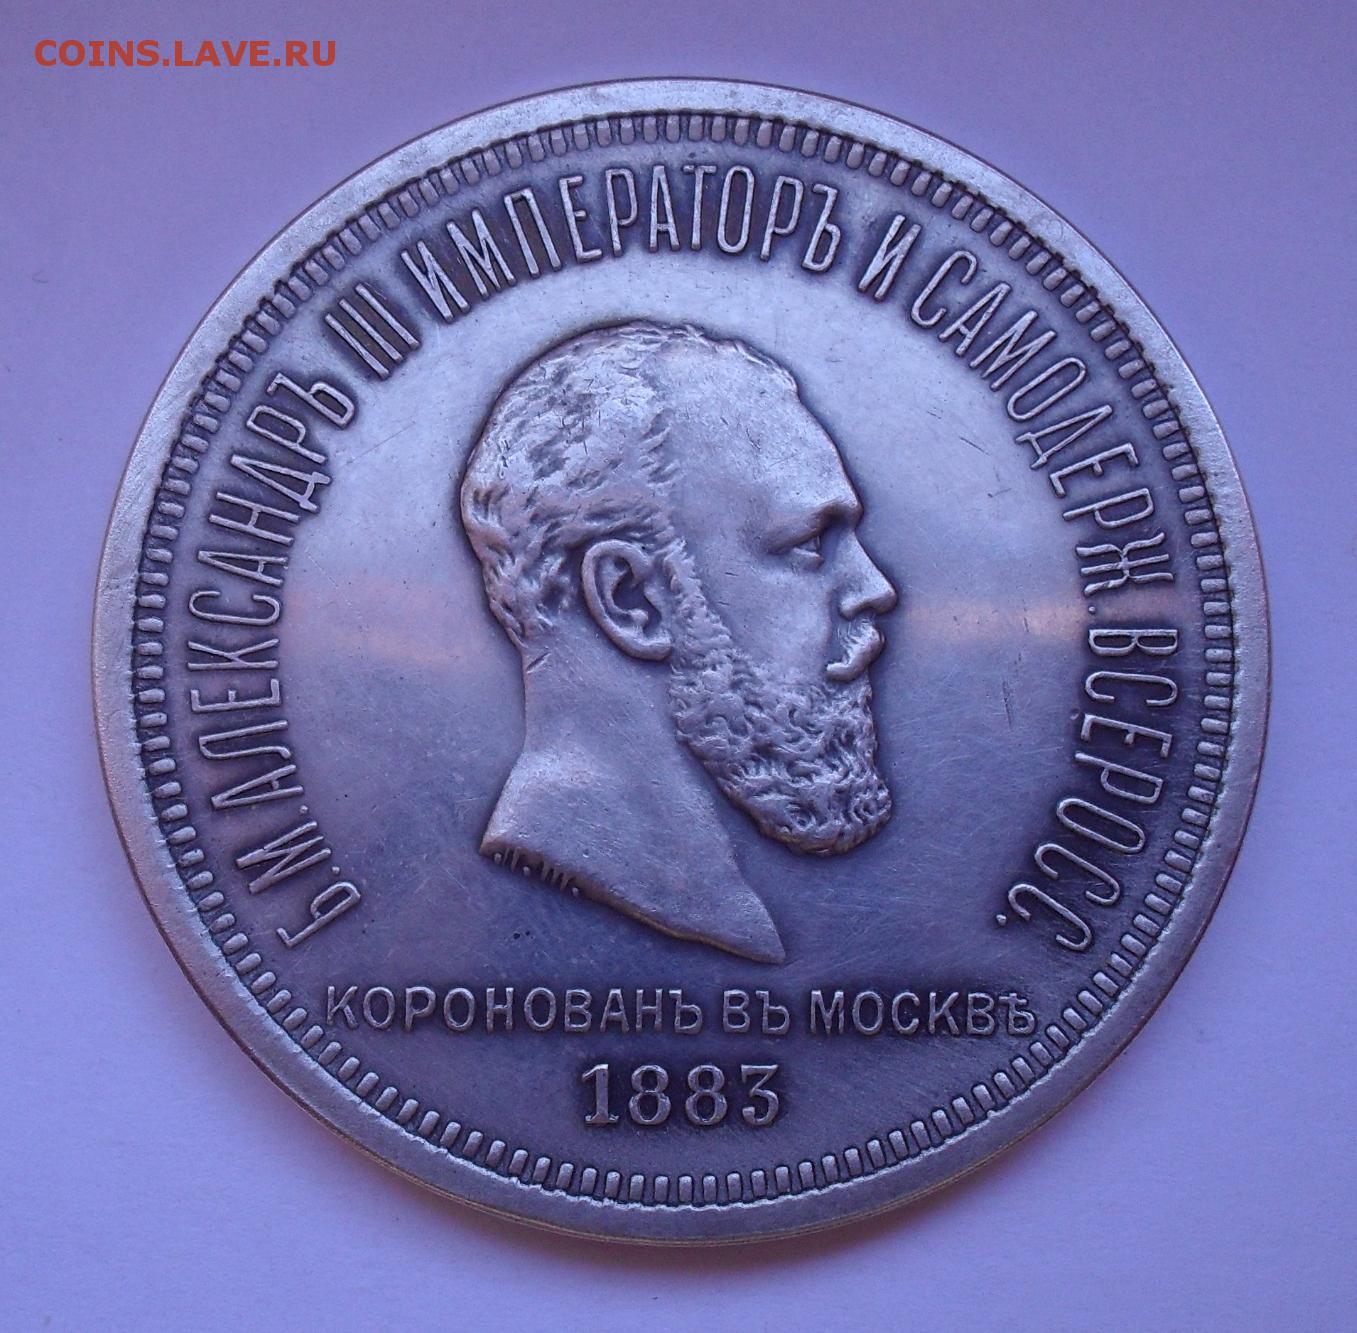 COINS.LAVE.RU
Б. М. АЛЕКСАНДРЪ III ИМПЕРАТОРЪ И САМОДЕРЖ. ВСЕРОСС.
Л.Ш.
КОРОНОВАНЪ ВЪ МОСКВѢ
1883